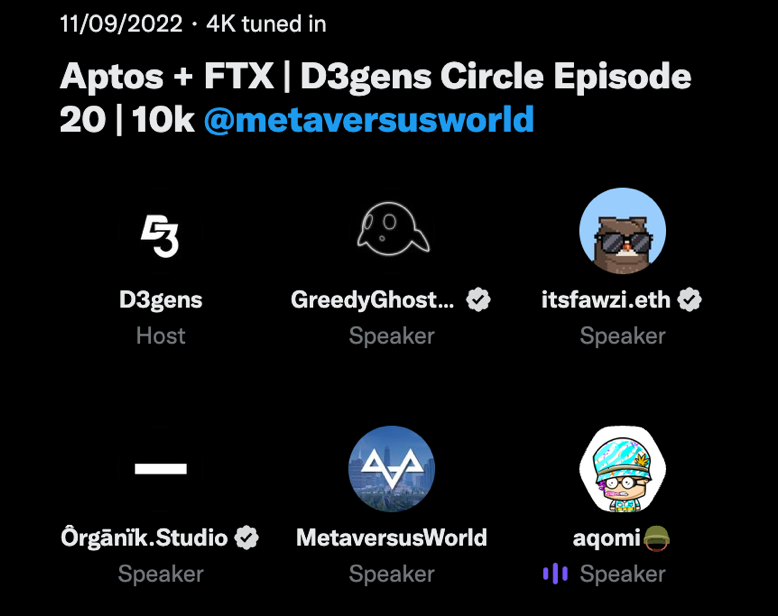 11/09/2022 · 4K tuned in
Aptos + FTX | D3gens Circle Episode
20 | 10k @metaversusworld
D3
D3gens
GreedyGhost...
itsfawzi.eth
Host
Speaker
Speaker
Ôrgānïk.Studio
MetaversusWorld
aqomi🪖
Speaker
Speaker
Speaker